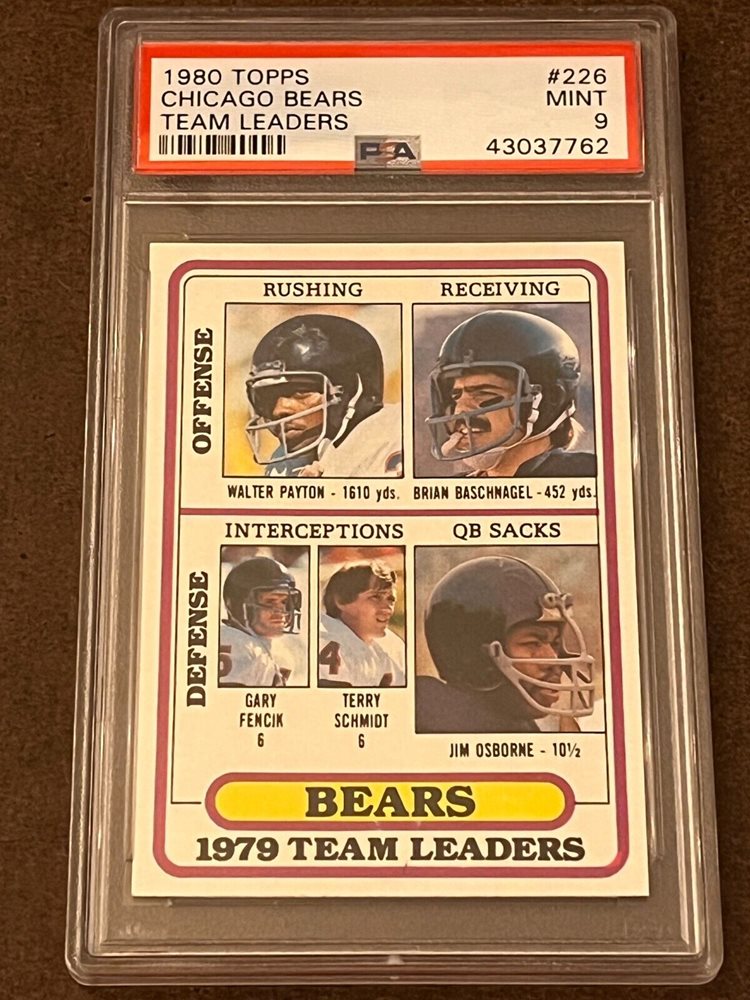 1980 TOPPS #226
CHICAGO BEARS MINT
TEAM LEADERS 9
PSA 43037762
OFFENSE
RUSHING RECEIVING
WALTER PAYTON - 1610 yds. BRIAN BASCHNAGEL - 452 yds.
DEFENSE
INTERCEPTIONS QB SACKS
5
4
GARY FENCIK 6
TERRY SCHMIDT 6
JIM OSBORNE - 10½
BEARS
1979 TEAM LEADERS